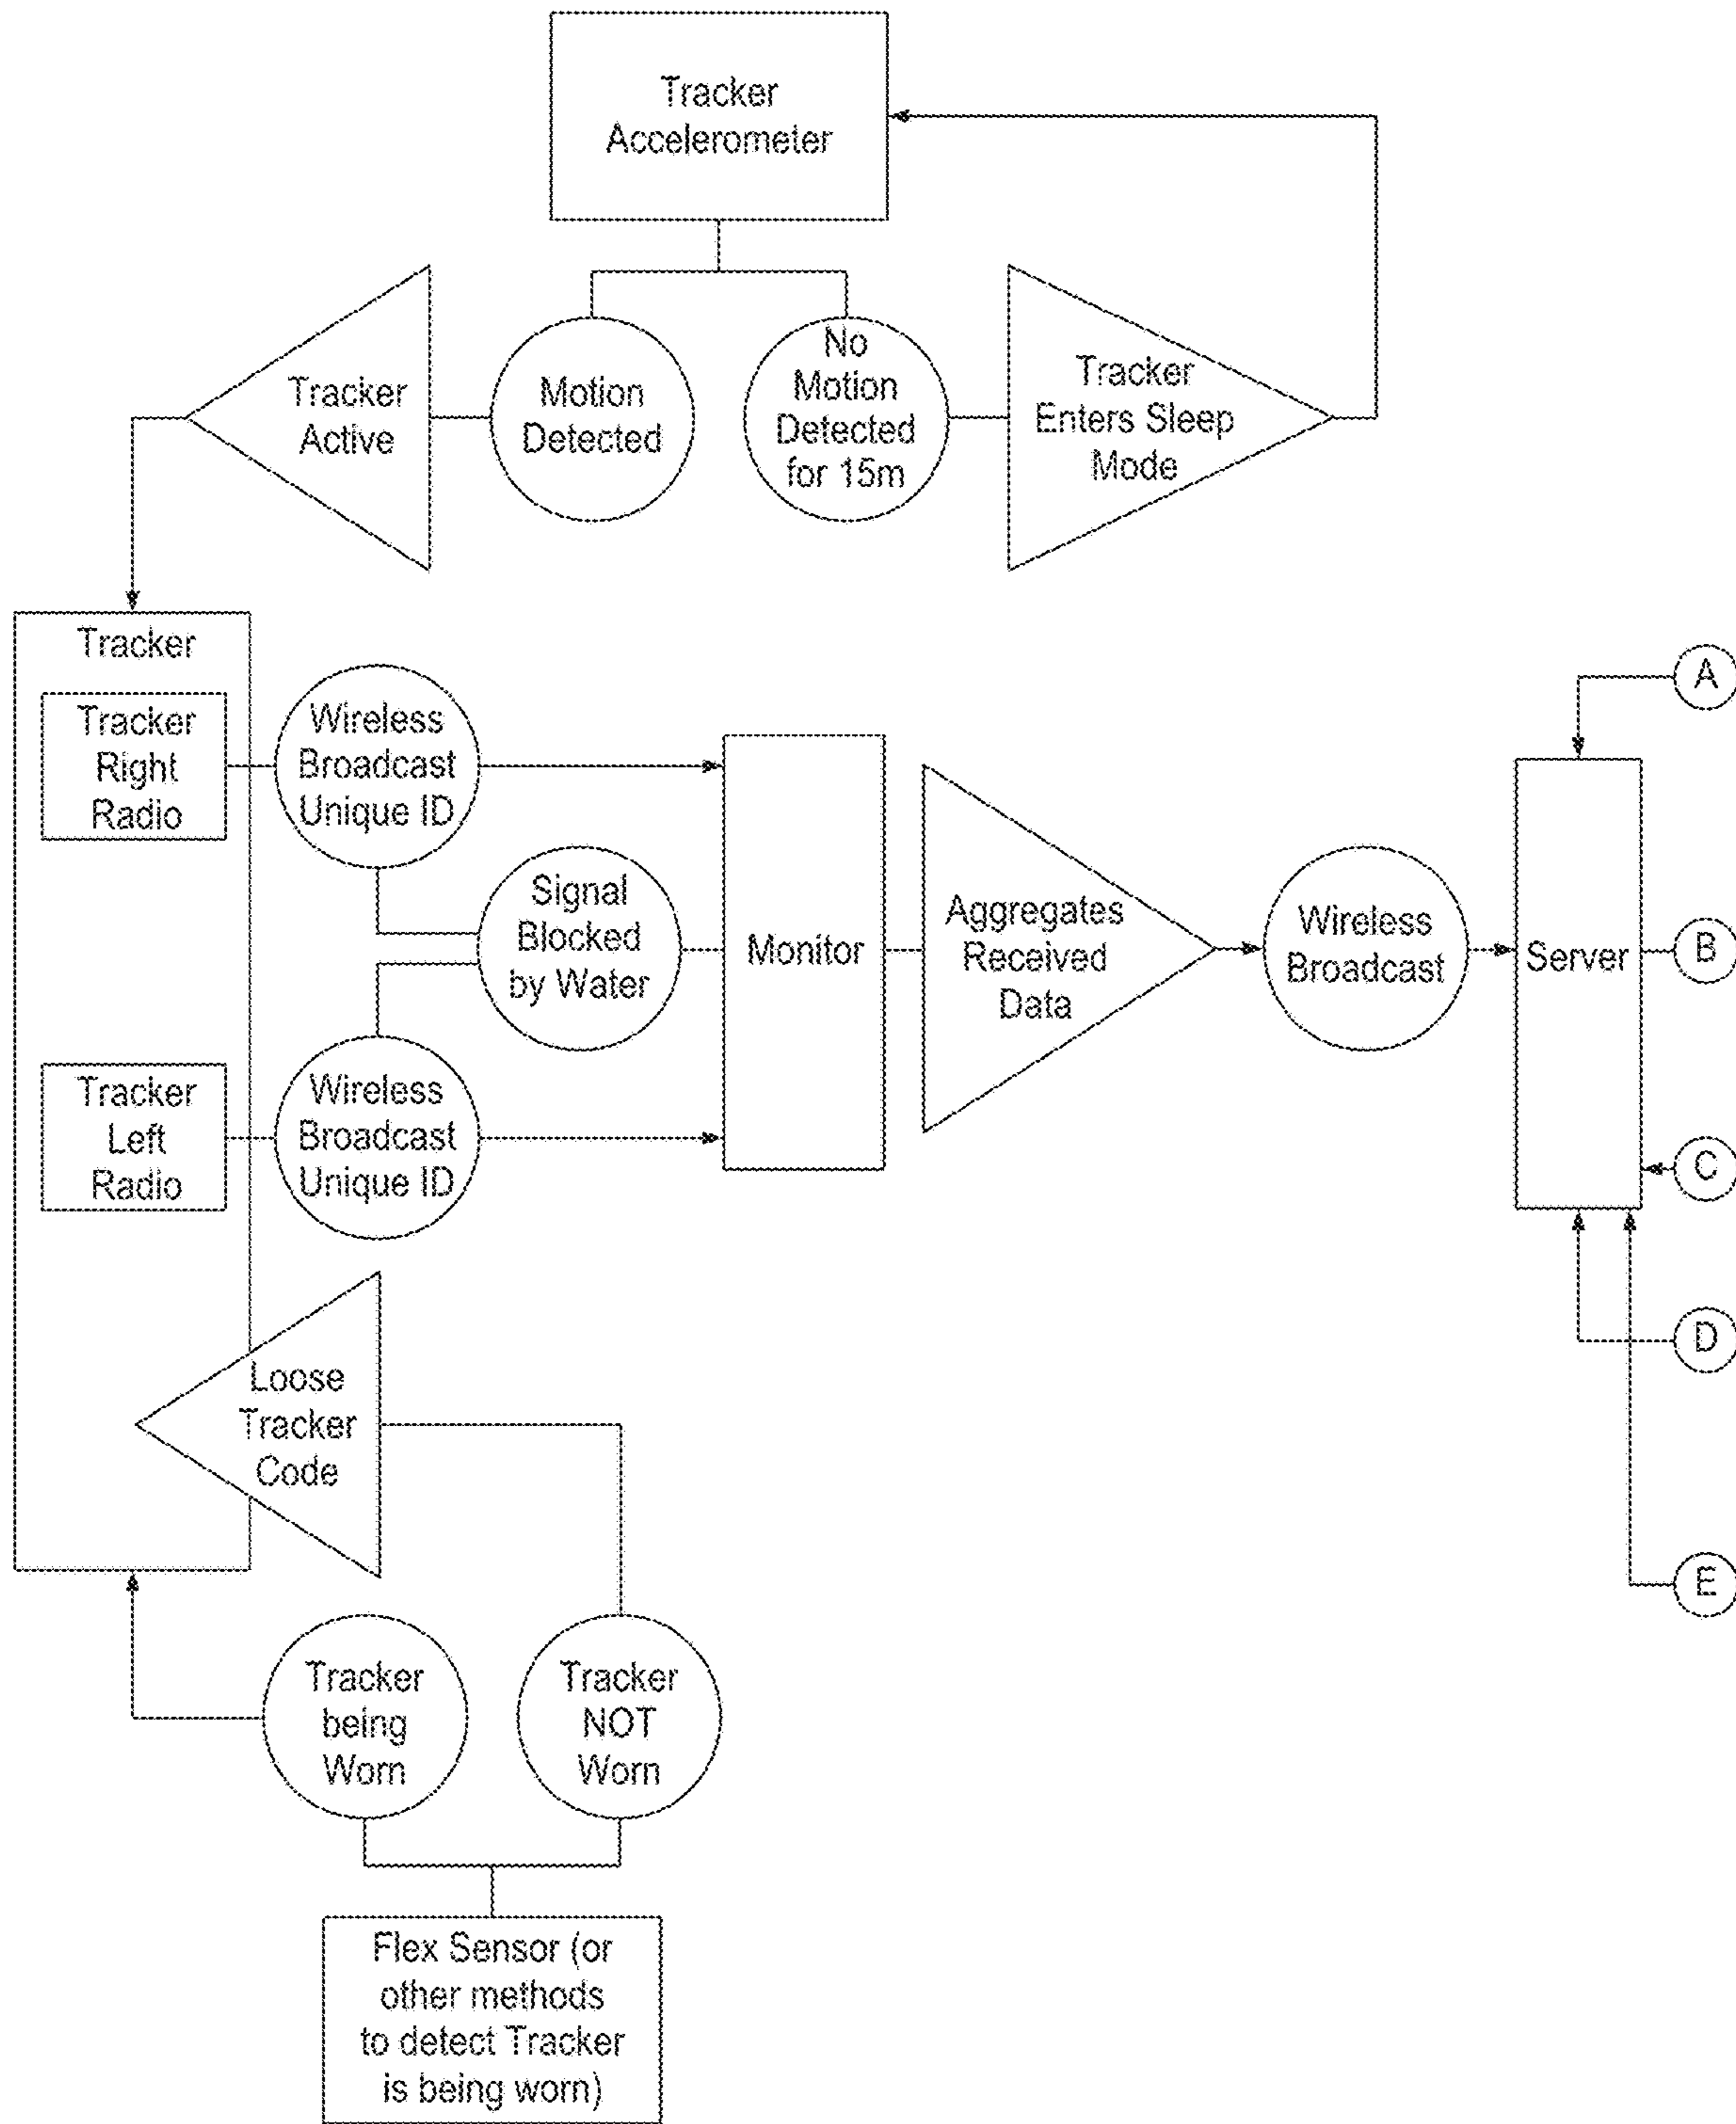 Tracker
Accelerometer
Tracker
Active
Motion
Detected
No
Motion
Detected
for 15m
Tracker
Enters Sleep
Mode
Tracker
Tracker
Right
Radio
Wireless
Broadcast
Unique ID
Signal
Blocked
by Water
Tracker
Left
Radio
Wireless
Broadcast
Unique ID
Monitor
Aggregates
Received
Data
Wireless
Broadcast
Server
A
B
C
D
E
Loose
Tracker
Code
Tracker
being
Worn
Tracker
NOT
Worn
Flex Sensor (or
other methods
to detect Tracker
is being worn)